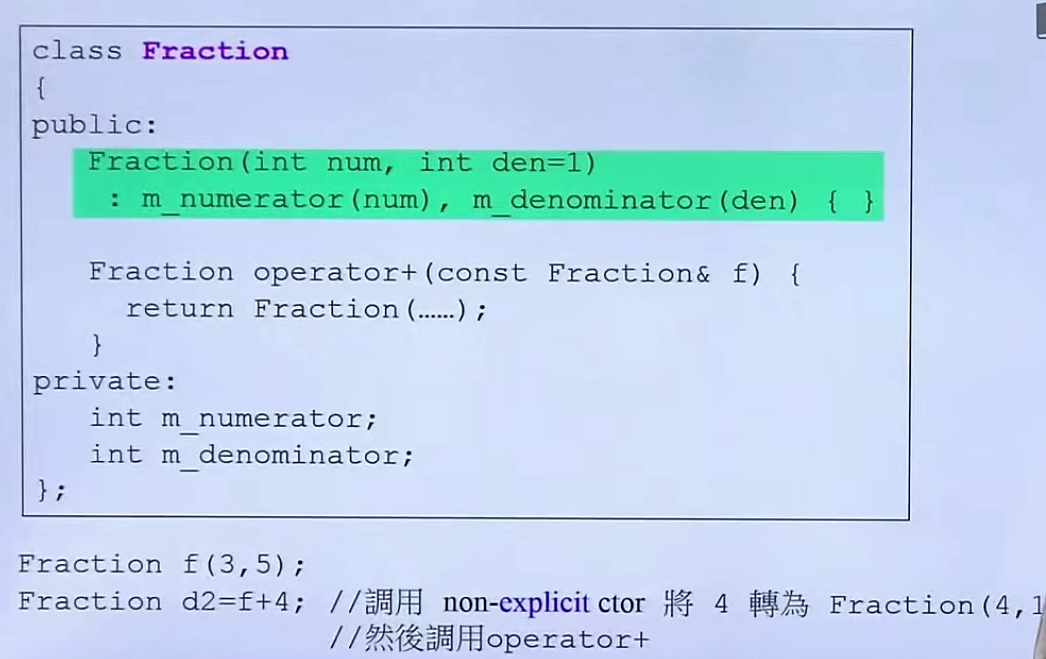 class Fraction
{
public:
Fraction(int num, int den=1)
: m_numerator(num), m_denominator(den) { }
Fraction operator+(const Fraction& f) {
return Fraction(……);
}
private:
int m_numerator;
int m_denominator;
};
Fraction f(3,5);
Fraction d2=f+4; //調用 non-explicit ctor 將 4 轉為 Fraction(4,1
//然後調用operator+